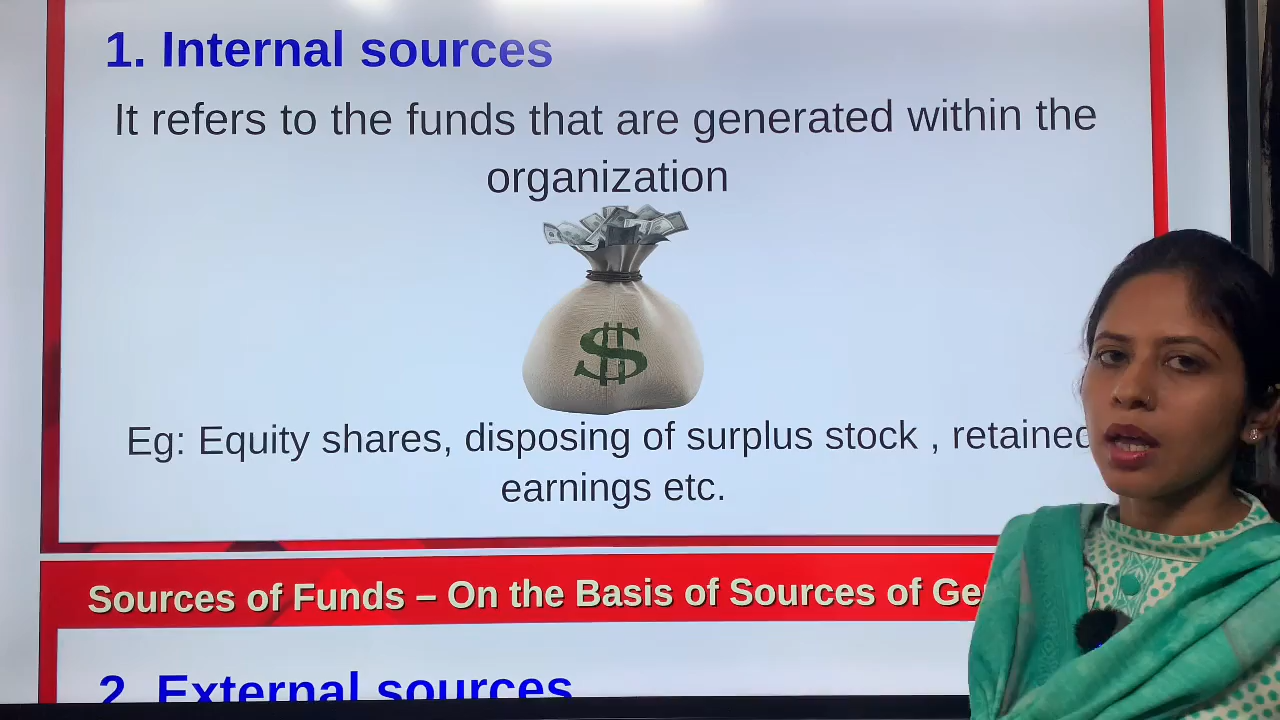 1. Internal sources
It refers to the funds that are generated within the
organization
$
Eg: Equity shares, disposing of surplus stock , retained
earnings etc.
Sources of Funds – On the Basis of Sources of
2. External sources